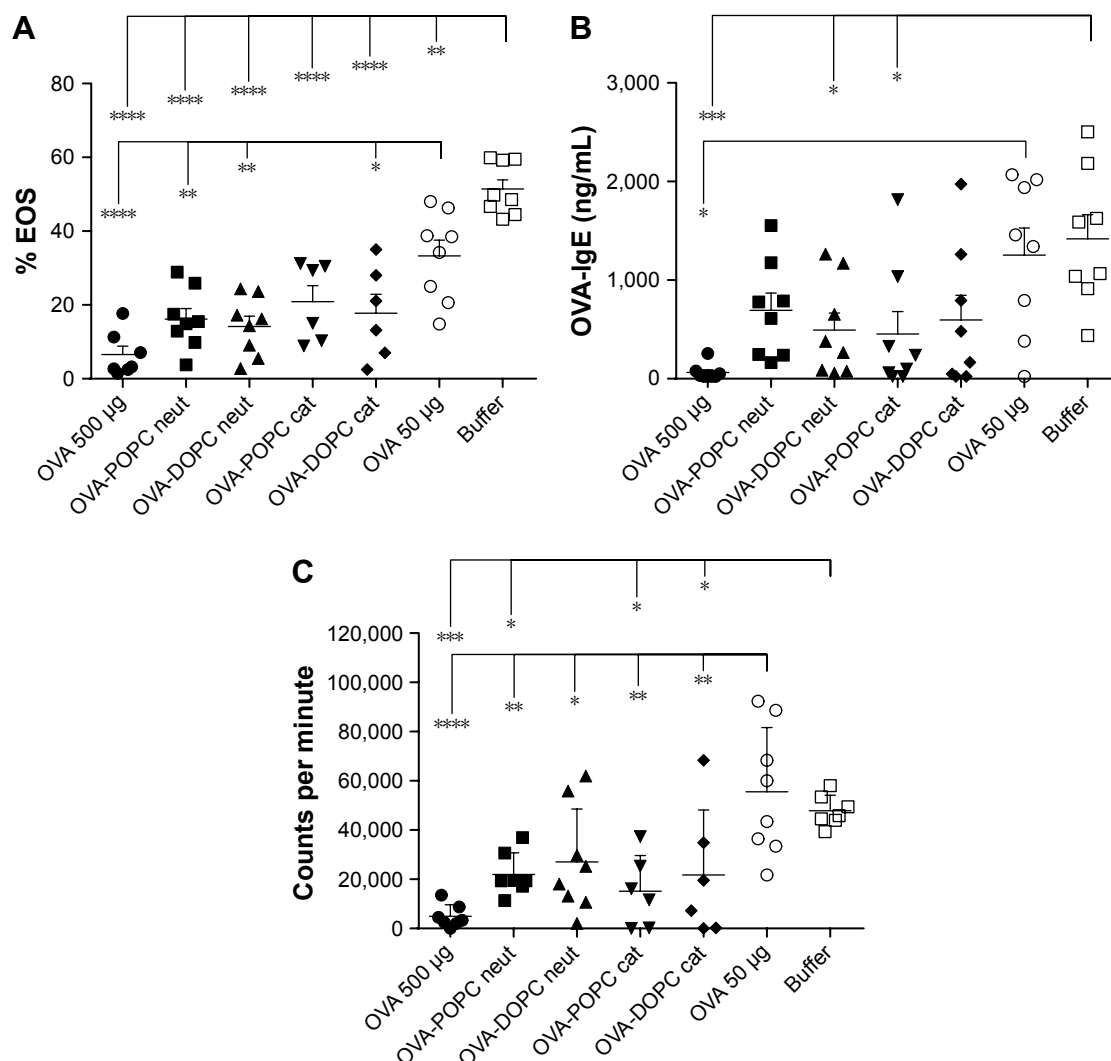 A
****
****
****
****
****
**
% EOS
80
60
40
20
0
****
**
**
*
OVA 500 µg
OVA-POPC neut
OVA-DOPC neut
OVA-POPC cat
OVA-DOPC cat
OVA 50 µg
Buffer
B
***
*
*
OVA-IgE (ng/mL)
3,000
2,000
1,000
0
*
OVA 500 µg
OVA-POPC neut
OVA-DOPC neut
OVA-POPC cat
OVA-DOPC cat
OVA 50 µg
Buffer
C
***
*
*
*
Counts per minute
120,000
100,000
80,000
60,000
40,000
20,000
0
****
**
*
**
**
OVA 500 µg
OVA-POPC neut
OVA-DOPC neut
OVA-POPC cat
OVA-DOPC cat
OVA 50 µg
Buffer